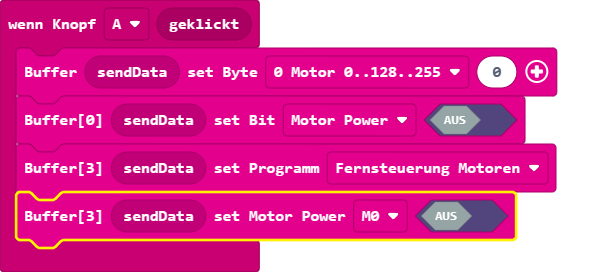 wenn Knopf A geklickt
Buffer sendData set Byte 0 Motor 0..128..255 0
Buffer[0] sendData set Bit Motor Power AUS
Buffer[3] sendData set Programm Fernsteuerung Motoren
Buffer[3] sendData set Motor Power M0 AUS